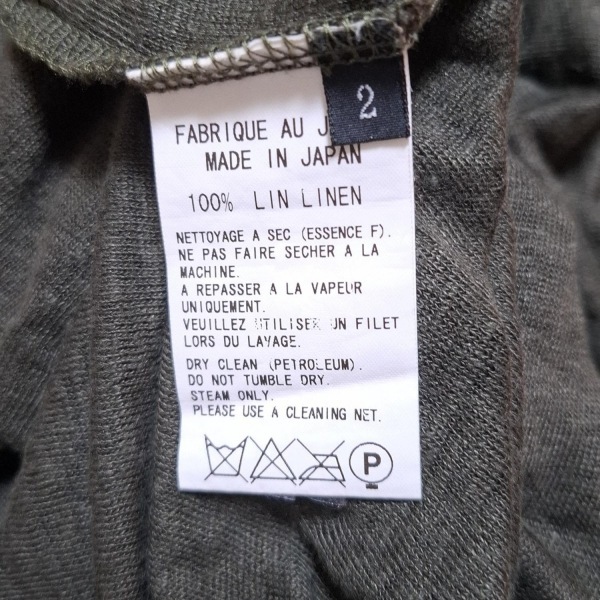 2
FABRIQUE AU J
MADE IN JAPAN
100% LIN LINEN
NETTOYAGE A SEC (ESSENCE F).
NE PAS FAIRE SECHER A LA
MACHINE.
A REPASSER A LA VAPEUR
UNIQUEMENT.
VEUILLEZ UTILISER UN FILET
LORS DU LAVAGE.
DRY CLEAN (PETROLEUM).
DO NOT TUMBLE DRY.
STEAM ONLY.
PLEASE USE A CLEANING NET.
P